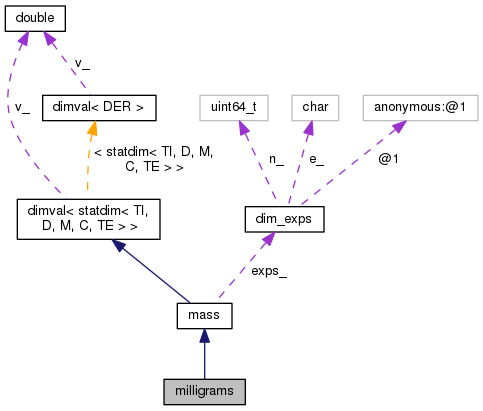 double
v_
dimval< DER >
uint64_t
char
anonymous:@1
v_
< statdim< TI, D, M,
C, TE > >
n_
e_
@1
dimval< statdim< TI,
D, M, C, TE > >
dim_exps
exps_
mass
milligrams